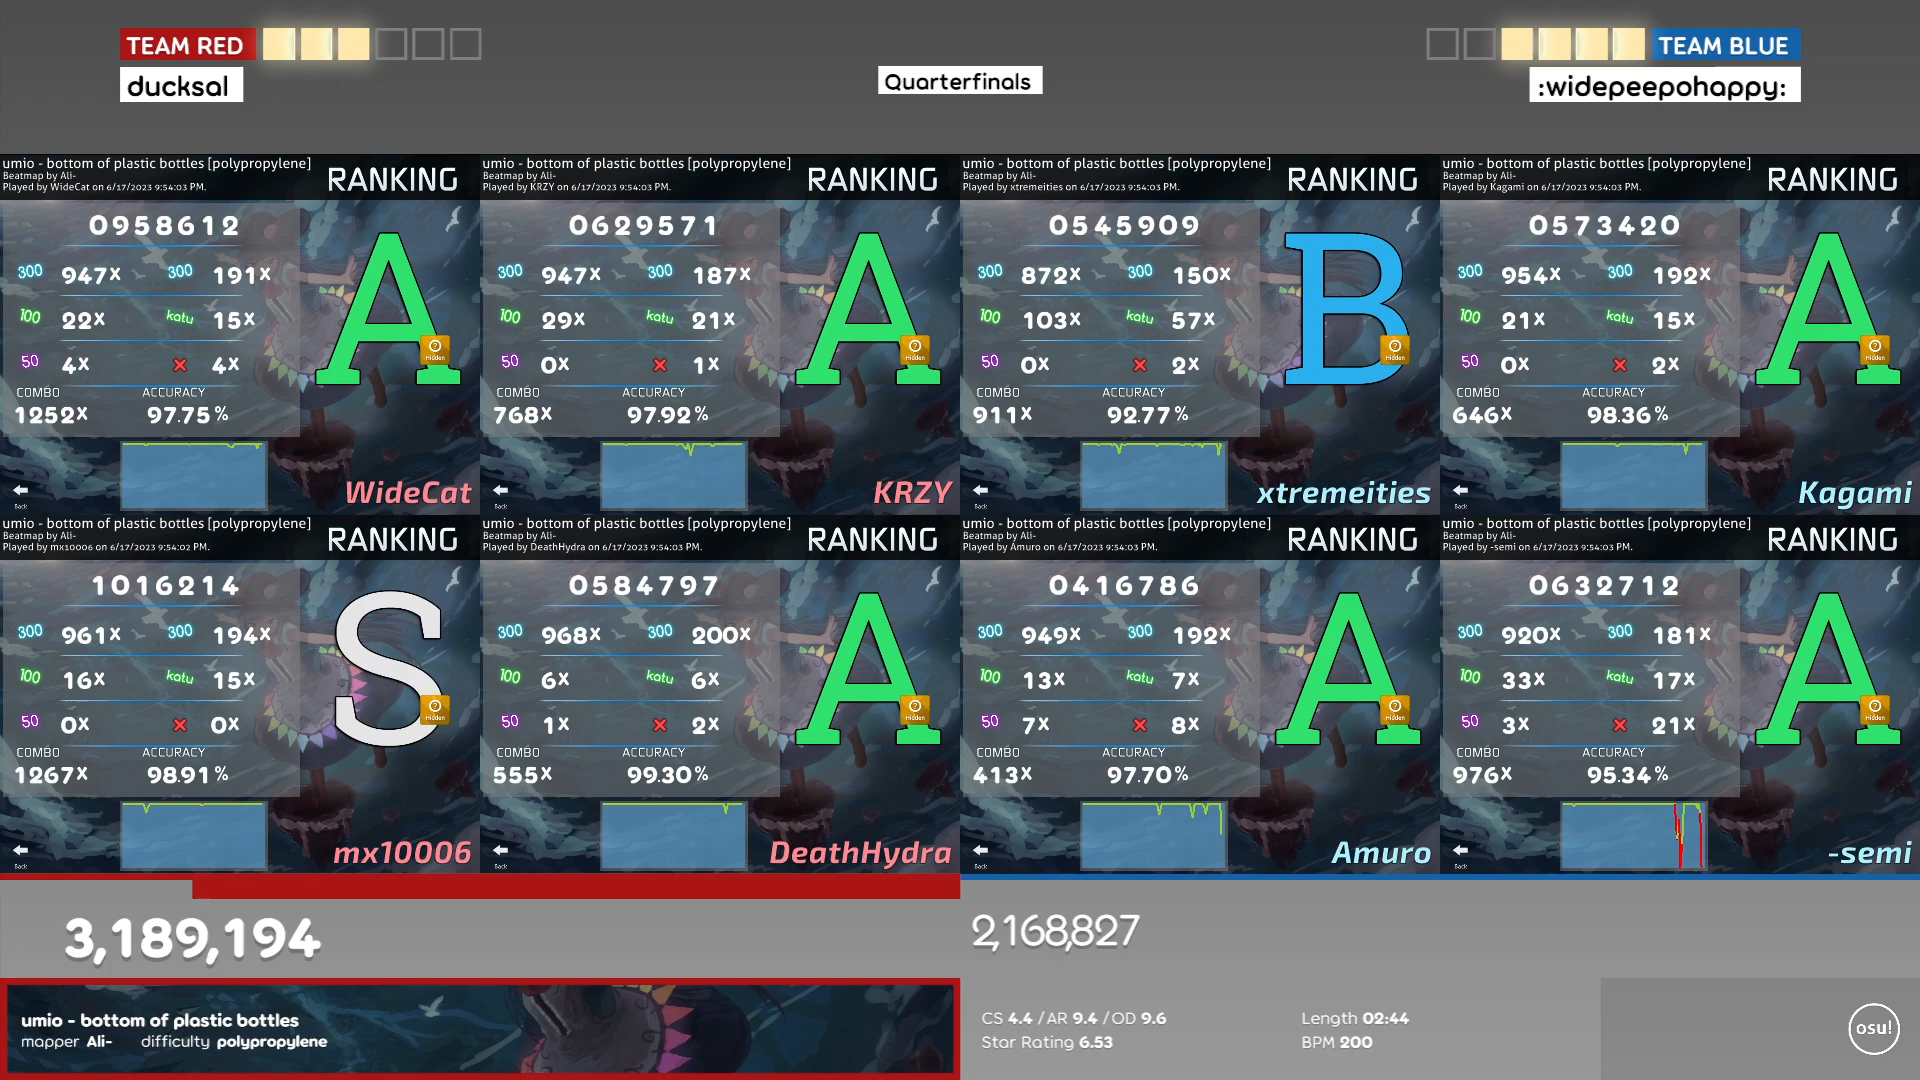 TEAM RED
ducksal
Quarterfinals
TEAM BLUE
:widepeepohappy:
umio - bottom of plastic bottles [polypropylene]
Beatmap by Ali-
Played by WideCat on 6/17/2023 9:54:03 PM.
RANKING
0958612
300 947x 300 191x
100 22x katu 15x
50 4x 4x
Hidden
COMBO ACCURACY
1252x 97.75%
Back
WideCat
umio - bottom of plastic bottles [polypropylene]
Beatmap by Ali-
Played by KRZY on 6/17/2023 9:54:03 PM.
RANKING
0629571
300 947x 300 187x
100 29x katu 21x
50 0x 1x
Hidden
COMBO ACCURACY
768x 97.92%
Back
KRZY
umio - bottom of plastic bottles [polypropylene]
Beatmap by Ali-
Played by xtremeities on 6/17/2023 9:54:03 PM.
RANKING
0545909
300 872x 300 150x
100 103x katu 57x
50 0x 2x
Hidden
COMBO ACCURACY
911x 92.77%
Back
xtremeities
umio - bottom of plastic bottles [polypropylene]
Beatmap by Ali-
Played by Kagami on 6/17/2023 9:54:03 PM.
RANKING
0573420
300 954x 300 192x
100 21x katu 15x
50 0x 2x
Hidden
COMBO ACCURACY
646x 98.36%
Back
Kagami
umio - bottom of plastic bottles [polypropylene]
Beatmap by Ali-
Played by mx10006 on 6/17/2023 9:54:02 PM.
RANKING
1016214
300 961x 300 194x
100 16x katu 15x
50 0x 0x
Hidden
COMBO ACCURACY
1267x 98.91%
Back
mx10006
umio - bottom of plastic bottles [polypropylene]
Beatmap by Ali-
Played by DeathHydra on 6/17/2023 9:54:03 PM.
RANKING
0584797
300 968x 300 200x
100 6x katu 6x
50 1x 2x
Hidden
COMBO ACCURACY
555x 99.30%
Back
DeathHydra
umio - bottom of plastic bottles [polypropylene]
Beatmap by Ali-
Played by Amuro on 6/17/2023 9:54:03 PM.
RANKING
0416786
300 949x 300 192x
100 13x katu 7x
50 7x 8x
Hidden
COMBO ACCURACY
413x 97.70%
Back
Amuro
umio - bottom of plastic bottles [polypropylene]
Beatmap by Ali-
Played by -semi on 6/17/2023 9:54:03 PM.
RANKING
0632712
300 920x 300 181x
100 33x katu 17x
50 3x 21x
Hidden
COMBO ACCURACY
976x 95.34%
Back
-semi
A
A
B
A
S
A
A
A
3,189,194
2,168,827
umio - bottom of plastic bottles
mapper Ali- difficulty polypropylene
CS 4.4 / AR 9.4 / OD 9.6
Star Rating 6.53
Length 02:44
BPM 200
osu!